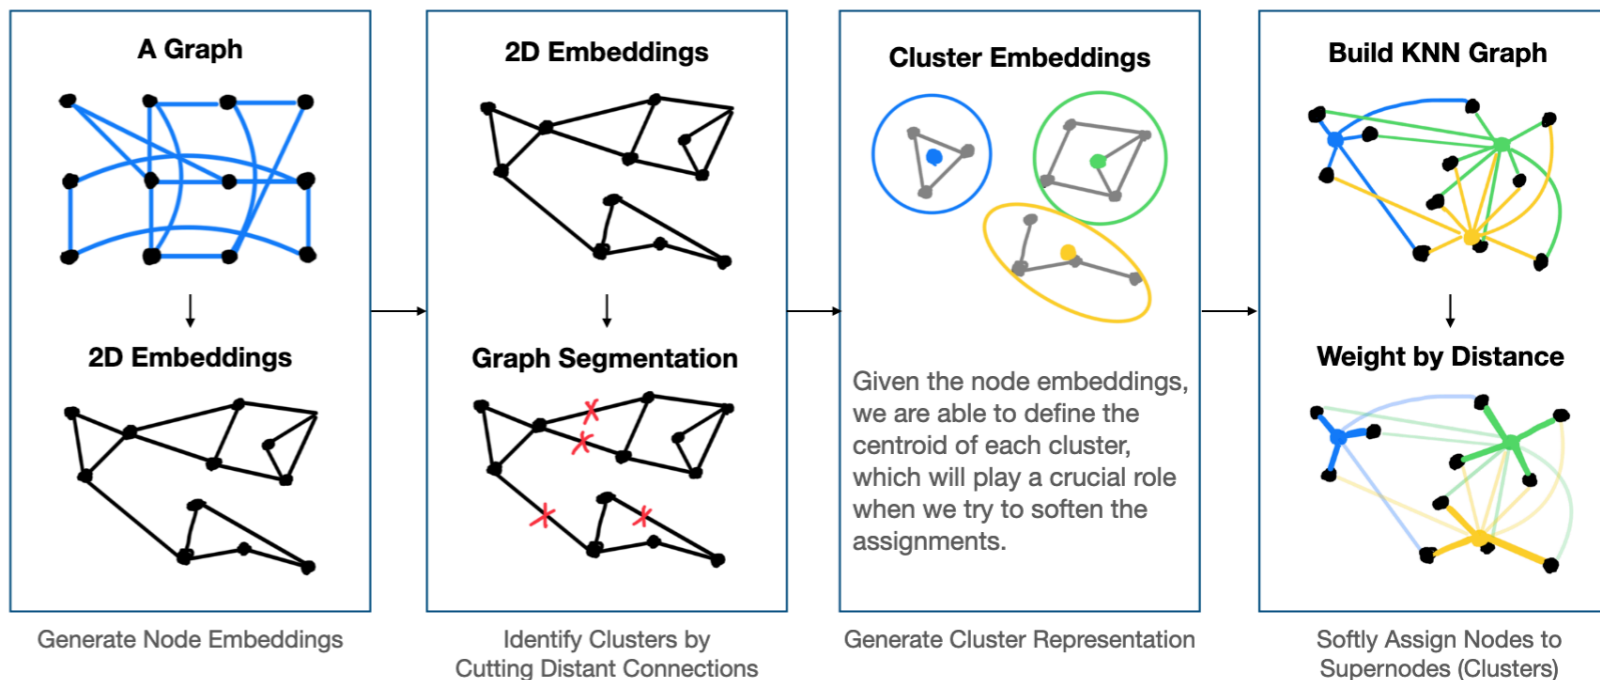 A Graph
2D Embeddings
Generate Node Embeddings
2D Embeddings
Graph Segmentation
Identify Clusters by
Cutting Distant Connections
Cluster Embeddings
Given the node embeddings,
we are able to define the
centroid of each cluster,
which will play a crucial role
when we try to soften the
assignments.
Generate Cluster Representation
Build KNN Graph
Weight by Distance
Softly Assign Nodes to
Supernodes (Clusters)